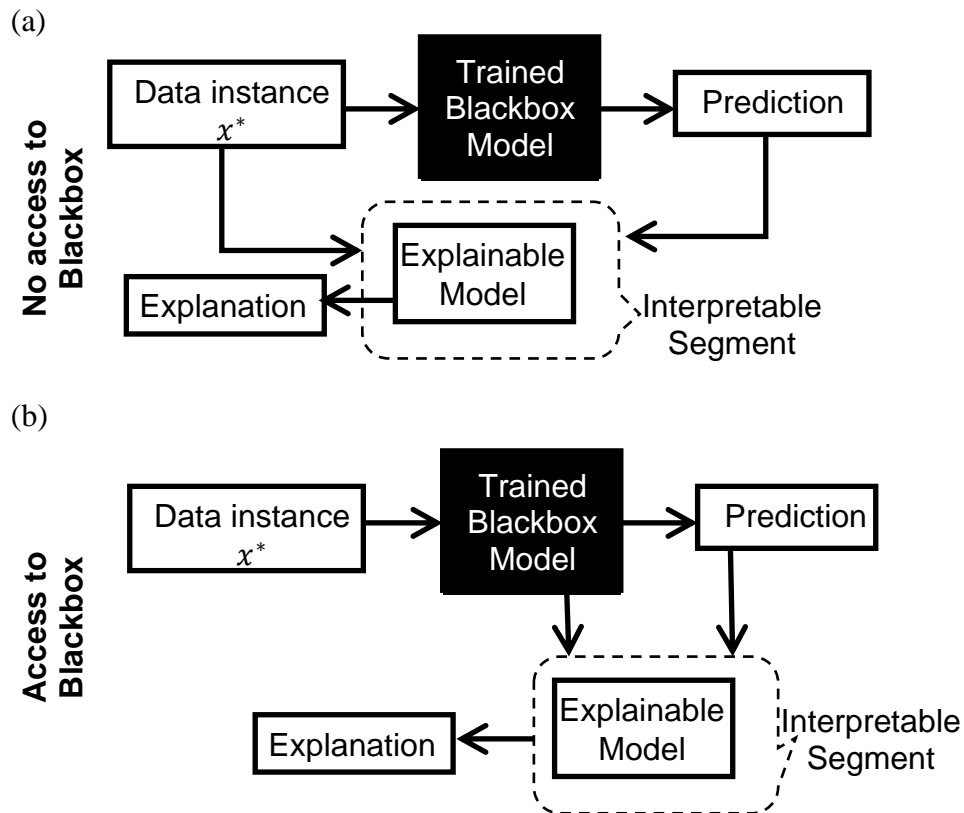 (a)
No access to
Blackbox
Data instance
x*
Trained
Blackbox
Model
Prediction
Explainable
Model
Explanation
Interpretable
Segment
(b)
Access to
Blackbox
Data instance
x*
Trained
Blackbox
Model
Prediction
Explainable
Model
Explanation
Interpretable
Segment